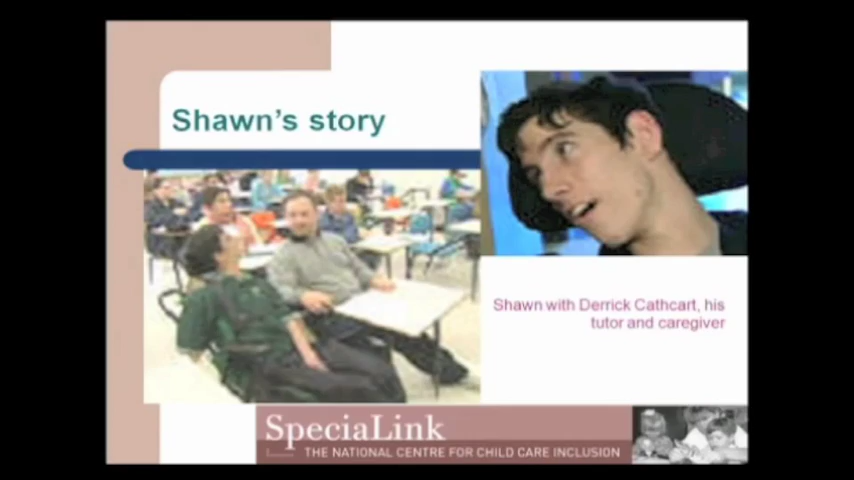 Shawn's story
Shawn with Derrick Cathcart, his
tutor and caregiver
SpeciaLink
THE NATIONAL CENTRE FOR CHILD CARE INCLUSION